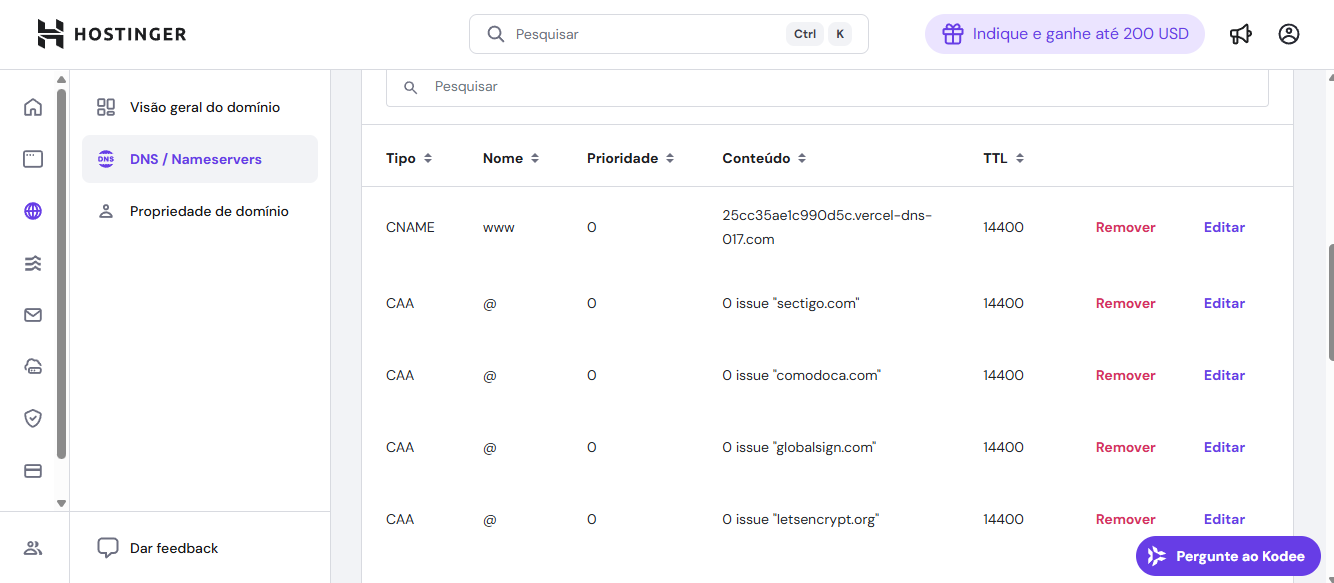 HOSTINGER
Pesquisar
Ctrl
K
Indique e ganhe até 200 USD
Visão geral do domínio
DNS
DNS / Nameservers
Propriedade de domínio
Dar feedback
Pesquisar
Tipo Nome Prioridade Conteúdo TTL
CNAME www 0 25cc35ae1c990d5c.vercel-dns-
017.com 14400 Remover Editar
CAA @ 0 0 issue "sectigo.com" 14400 Remover Editar
CAA @ 0 0 issue "comodoca.com" 14400 Remover Editar
CAA @ 0 0 issue "globalsign.com" 14400 Remover Editar
CAA @ 0 0 issue "letsencrypt.org" 14400 Remover Editar
Pergunte ao Kodee